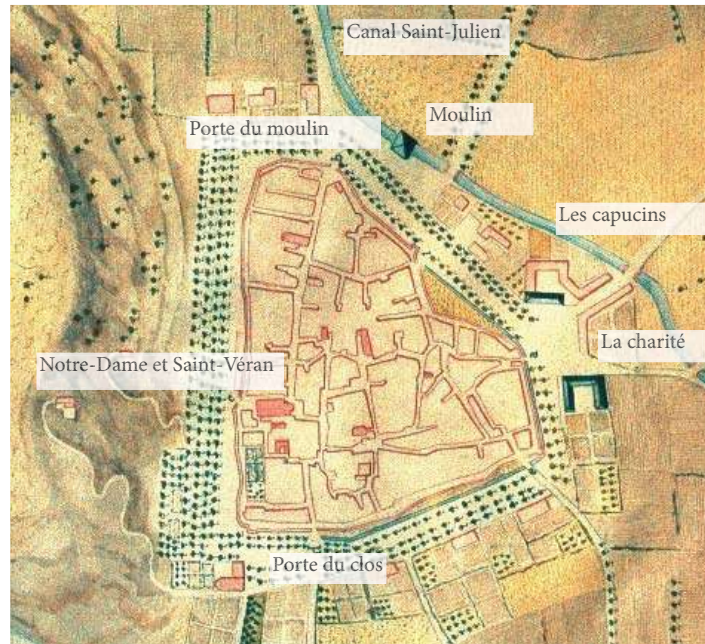 Canal Saint-Julien
Moulin
Porte du moulin
Les capucins
La charité
Notre-Dame et Saint-Véran
Porte du clos